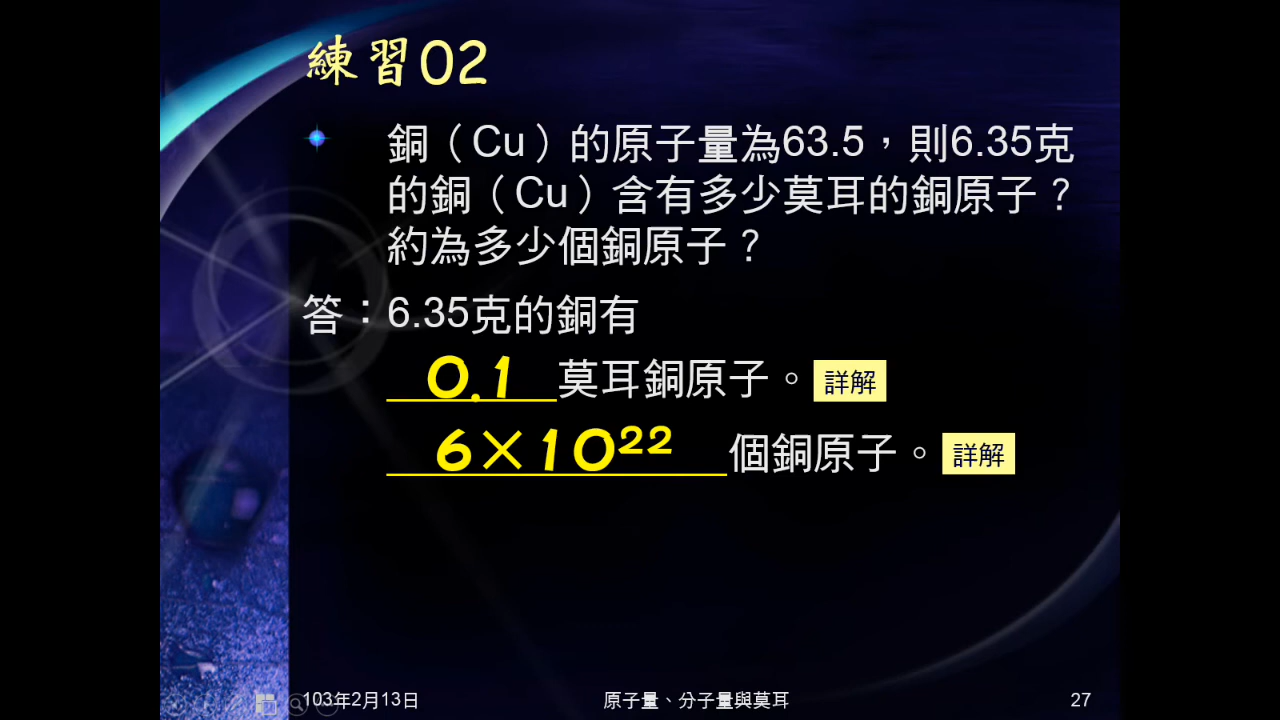 練習02
銅（Cu）的原子量為63.5，則6.35克
的銅（Cu）含有多少莫耳的銅原子？
約為多少個銅原子？
答：6.35克的銅有
0.1莫耳銅原子。詳解
6×10²²個銅原子。詳解
103年2月13日 原子量、分子量與莫耳 27